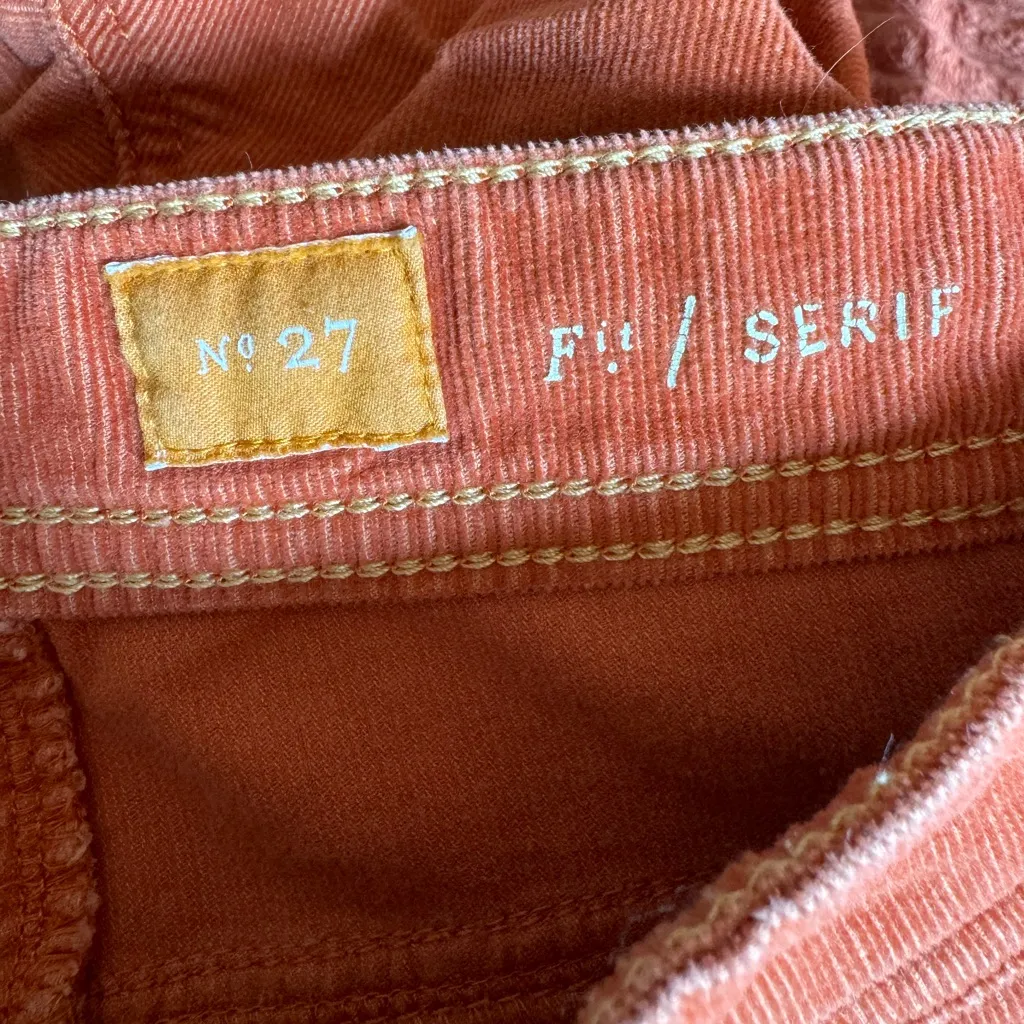 Nº 27
Fit / SERIF